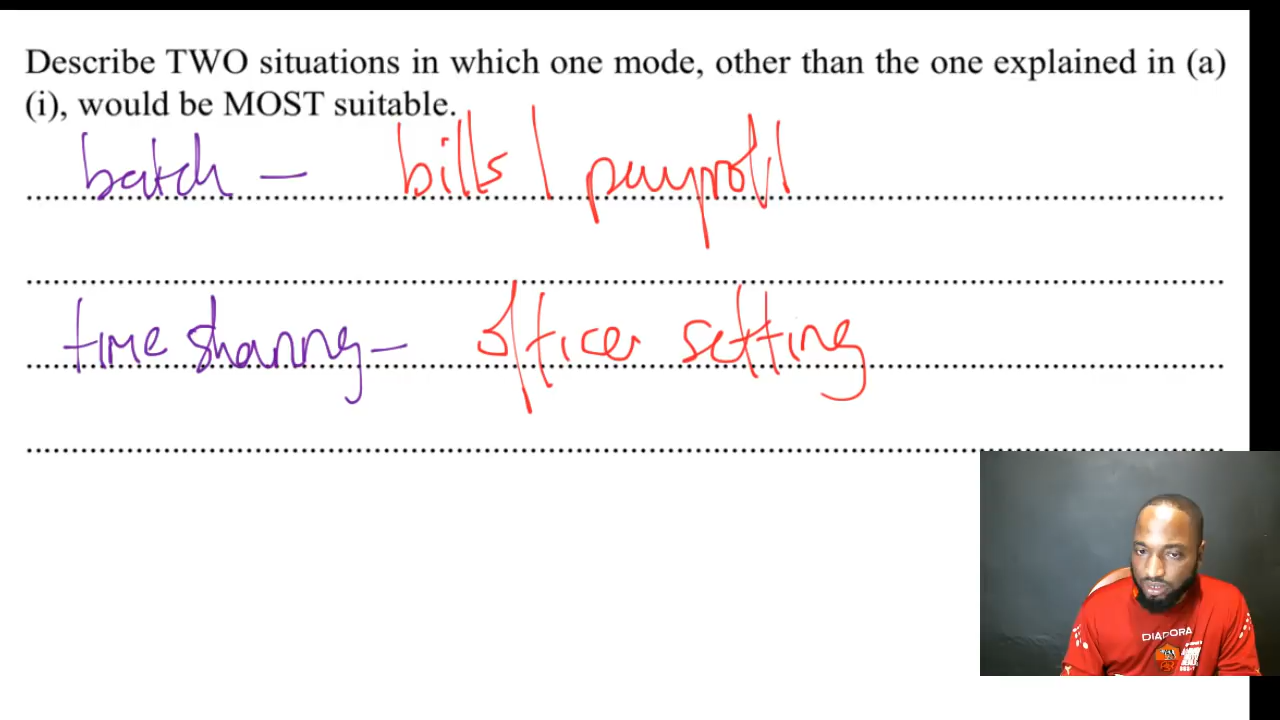 Describe TWO situations in which one mode, other than the one explained in (a)
(i), would be MOST suitable.
batch - bills / payroll
time sharing - officer setting
DIADORA